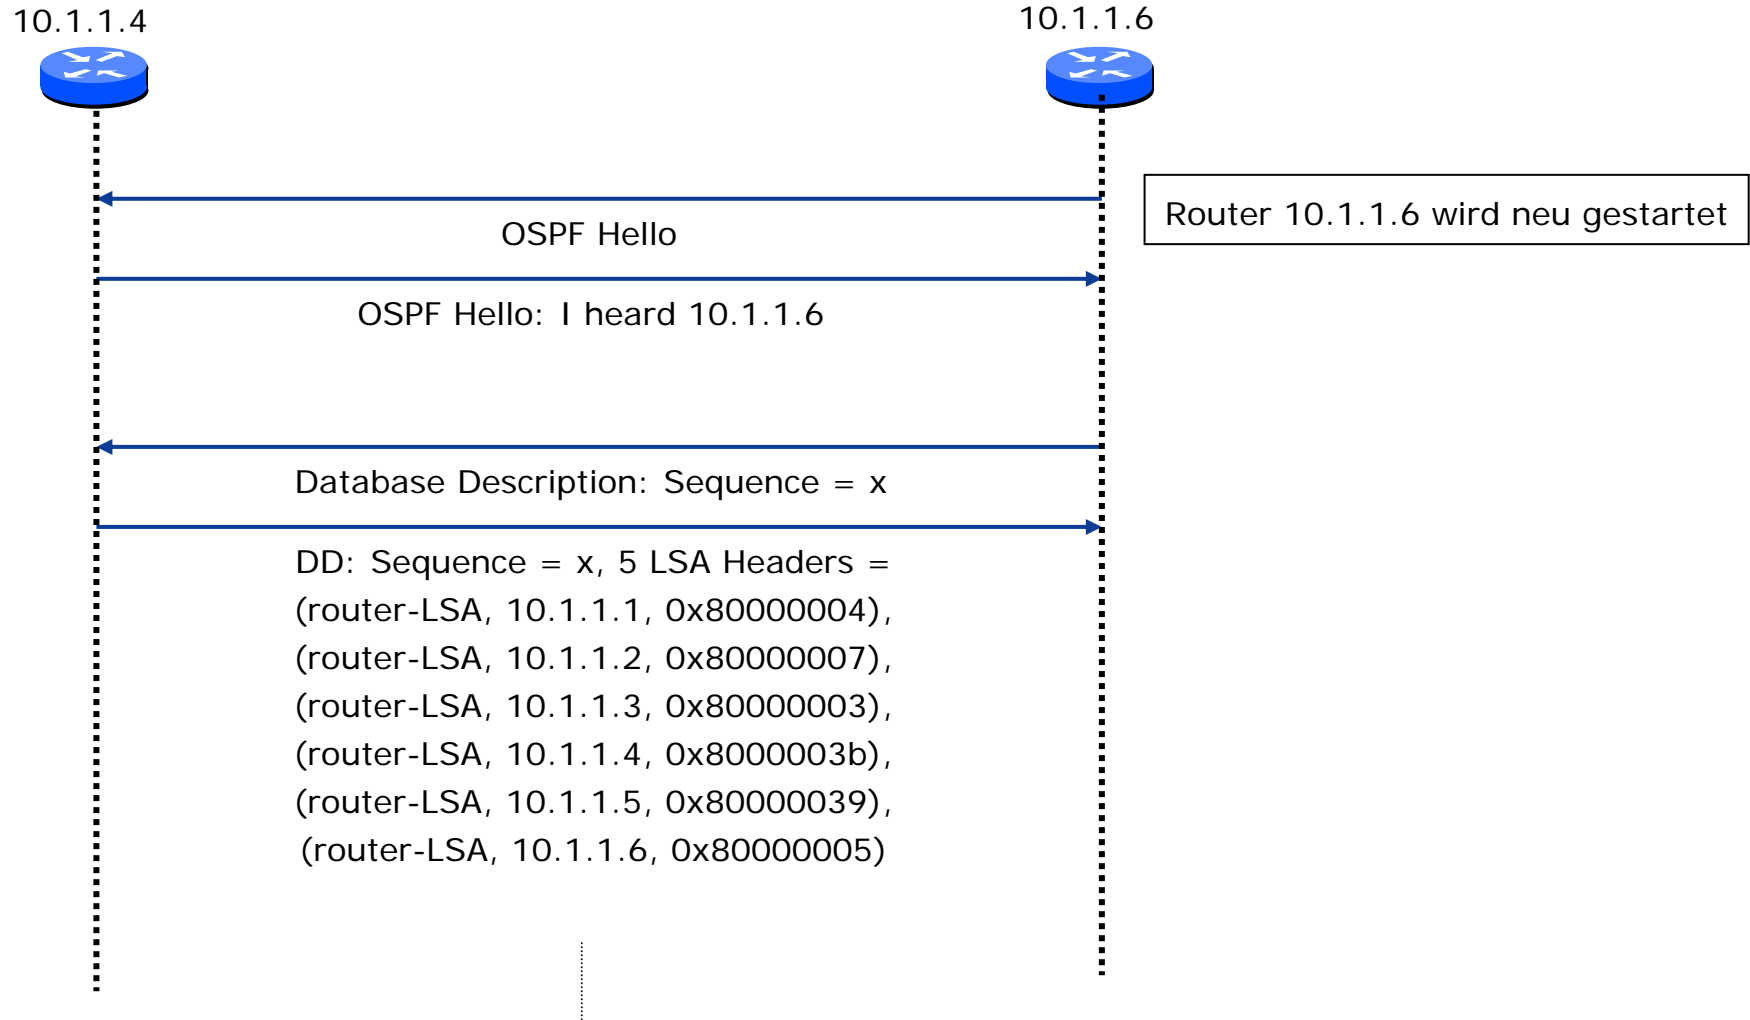 10.1.1.4
10.1.1.6
Router 10.1.1.6 wird neu gestartet
OSPF Hello
OSPF Hello: I heard 10.1.1.6
Database Description: Sequence = x
DD: Sequence = x, 5 LSA Headers =
(router-LSA, 10.1.1.1, 0x80000004),
(router-LSA, 10.1.1.2, 0x80000007),
(router-LSA, 10.1.1.3, 0x80000003),
(router-LSA, 10.1.1.4, 0x8000003b),
(router-LSA, 10.1.1.5, 0x80000039),
(router-LSA, 10.1.1.6, 0x80000005)